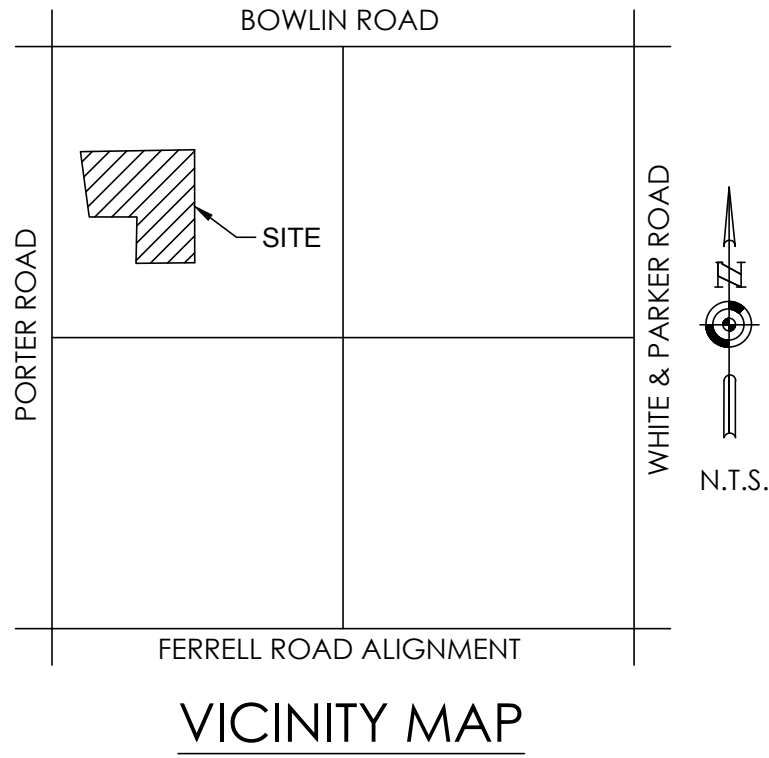 BOWLIN ROAD
SITE
PORTER ROAD
WHITE & PARKER ROAD
N
N.T.S.
FERRELL ROAD ALIGNMENT
VICINITY MAP